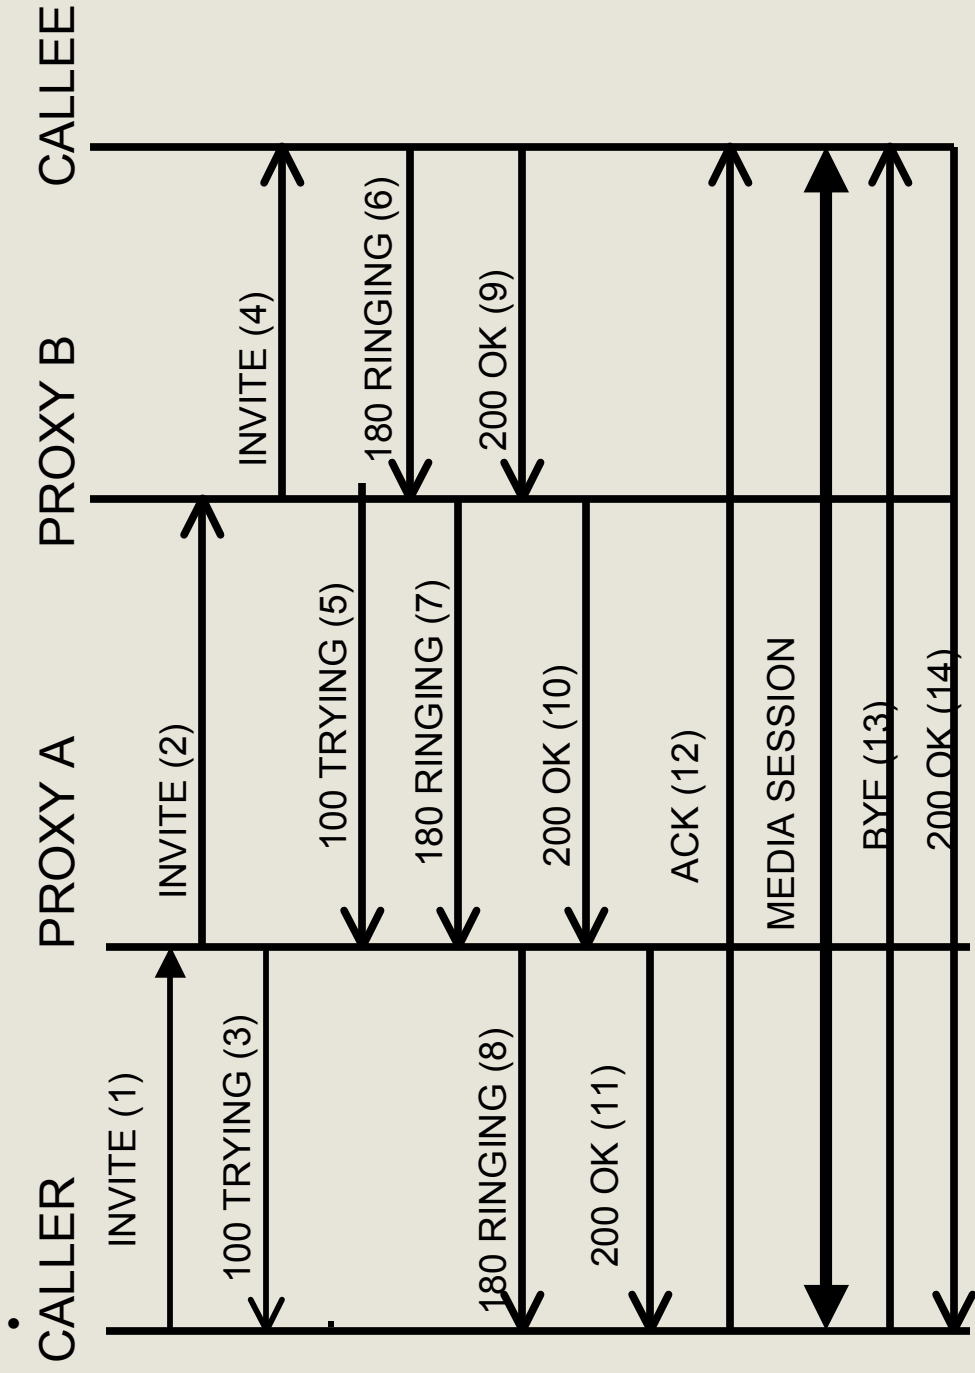 CALLER
PROXY A
PROXY B
CALLEE
INVITE (1)
INVITE (2)
100 TRYING (3)
INVITE (4)
100 TRYING (5)
180 RINGING (6)
180 RINGING (7)
180 RINGING (8)
200 OK (9)
200 OK (10)
200 OK (11)
ACK (12)
MEDIA SESSION
BYE (13)
200 OK (14)